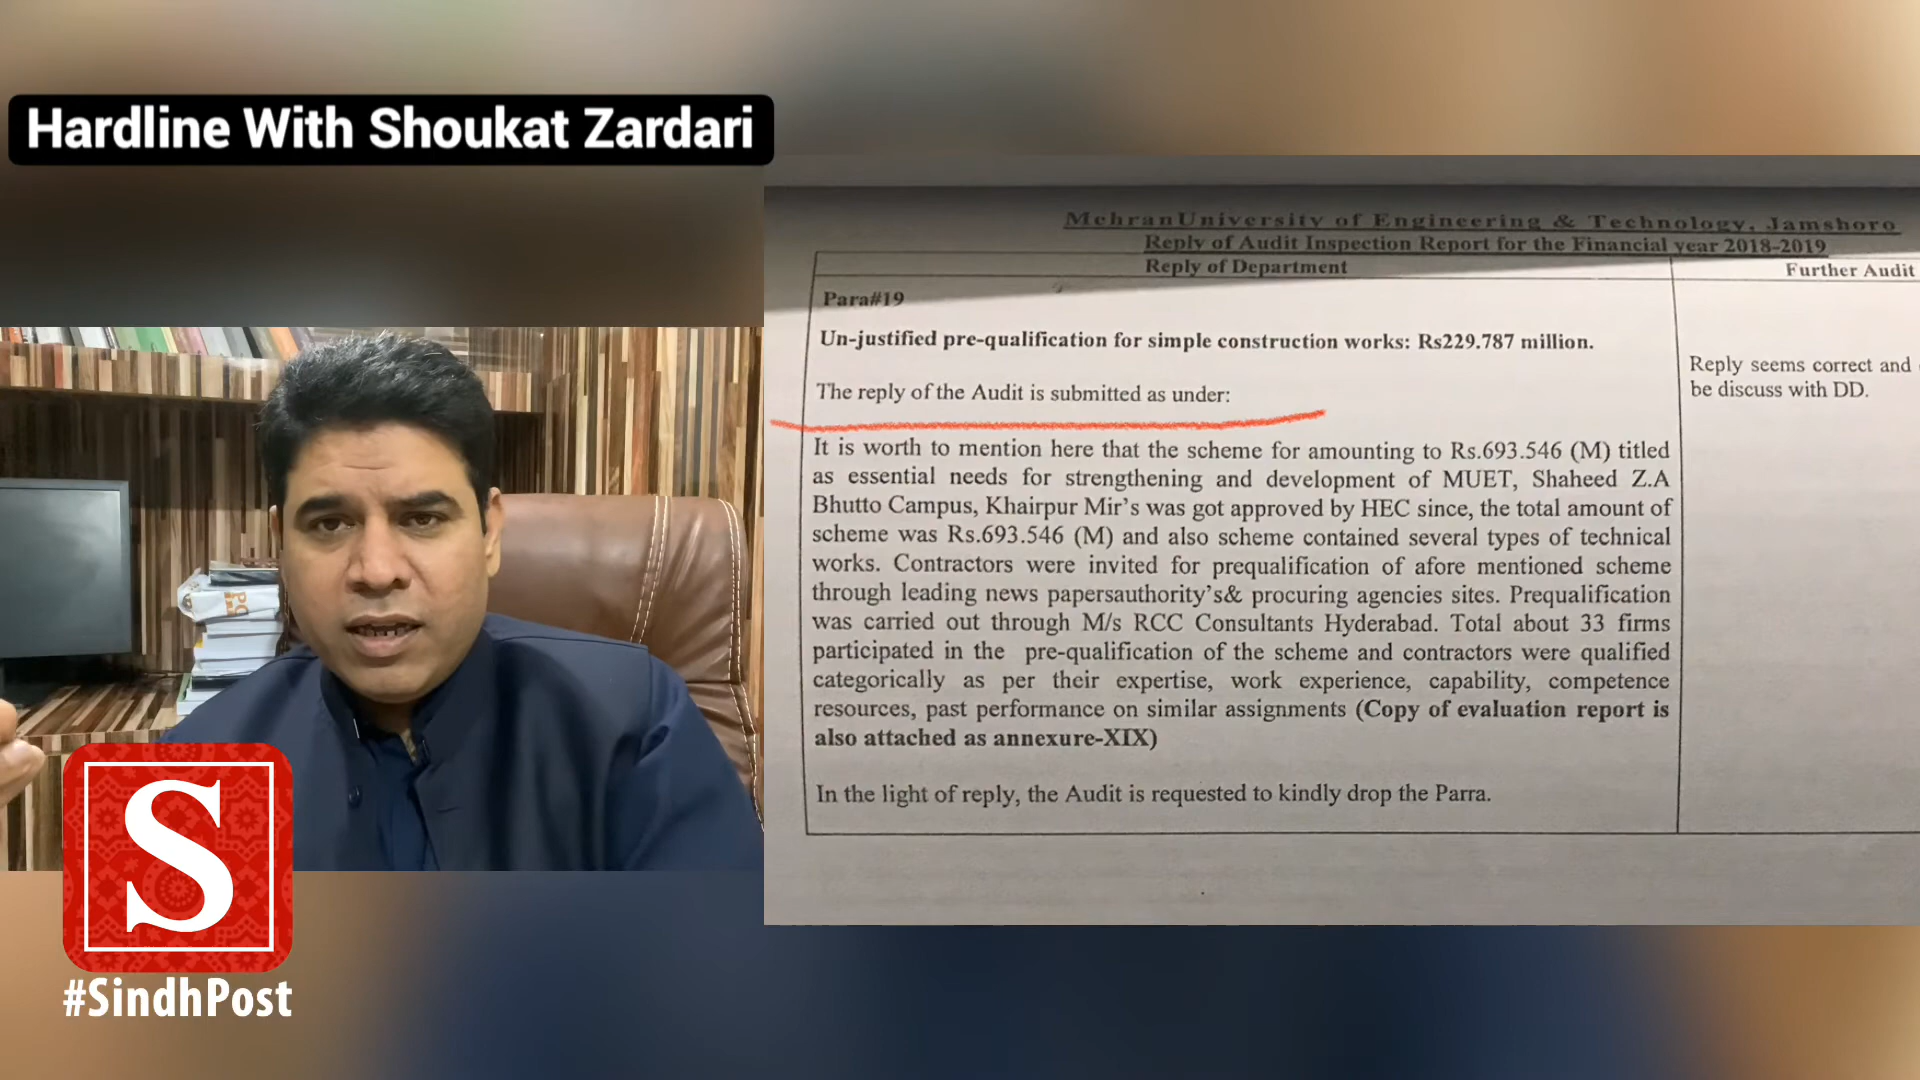 Hardline With Shoukat Zardari
Mehran University of Engineering & Technology, Jamshoro
Reply of Audit Inspection Report for the Financial year 2018-2019
Reply of Department
Further Audit
Para#19
Un-justified pre-qualification for simple construction works: Rs229.787 million.
The reply of the Audit is submitted as under:
It is worth to mention here that the scheme for amounting to Rs.693.546 (M) titled
as essential needs for strengthening and development of MUET, Shaheed Z.A
Bhutto Campus, Khairpur Mir's was got approved by HEC since, the total amount of
scheme was Rs.693.546 (M) and also scheme contained several types of technical
works. Contractors were invited for prequalification of afore mentioned scheme
through leading news papersauthority's& procuring agencies sites. Prequalification
was carried out through M/s RCC Consultants Hyderabad. Total about 33 firms
participated in the pre-qualification of the scheme and contractors were qualified
categorically as per their expertise, work experience, capability, competence
resources, past performance on similar assignments (Copy of evaluation report is
also attached as annexure-XIX)
In the light of reply, the Audit is requested to kindly drop the Parra.
Reply seems correct and
be discuss with DD.
S
#SindhPost